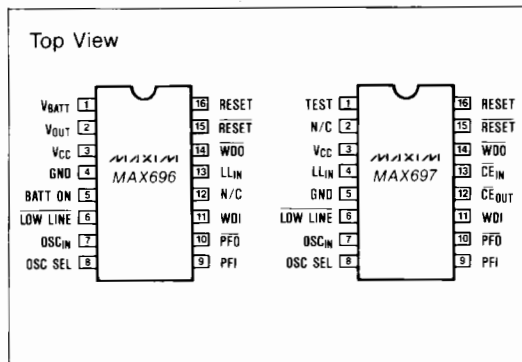 Top View
VBATT 1 16 RESET TEST 1 16 RESET
VOUT 2 15 RESET N/C 2 15 RESET
VCC 3 MAXIM 14 WDO VCC 3 MAXIM 14 WDO
GND 4 MAX696 13 LLIN LLIN 4 MAX697 13 CEIN
BATT ON 5 12 N/C GND 5 12 CEOUT
LOW LINE 6 11 WDI LOW LINE 6 11 WDI
OSCIN 7 10 PFO OSCIN 7 10 PFO
OSC SEL 8 9 PFI OSC SEL 8 9 PFI